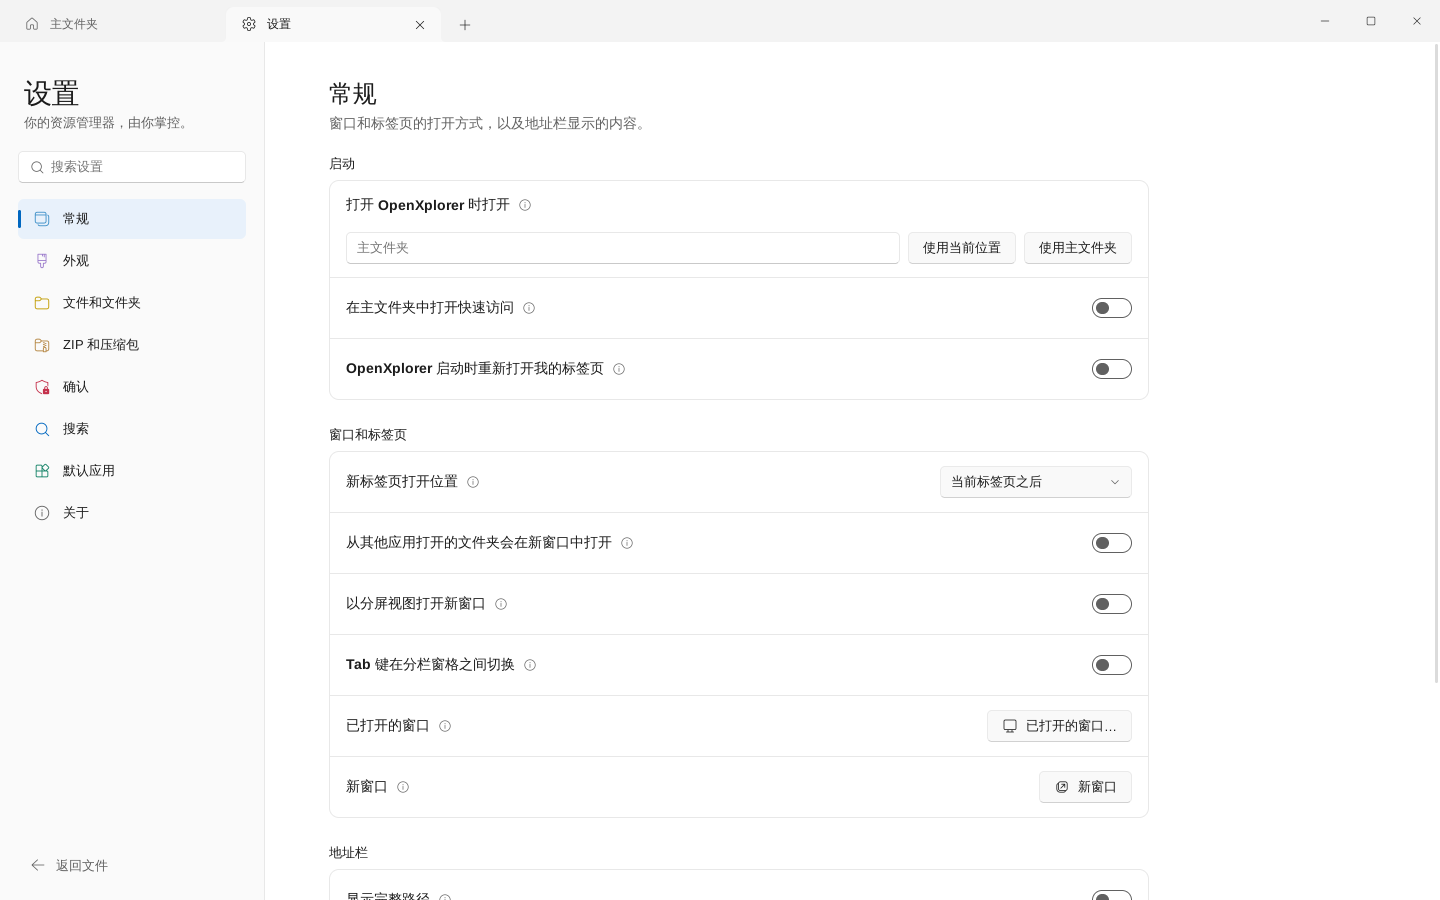 主文件夹
设置
设置
你的资源管理器，由你掌控。
搜索设置
常规
外观
文件和文件夹
ZIP 和压缩包
确认
搜索
默认应用
关于
返回文件
常规
窗口和标签页的打开方式，以及地址栏显示的内容。
启动
打开 OpenXplorer 时打开
主文件夹
使用当前位置
使用主文件夹
在主文件夹中打开快速访问
OpenXplorer 启动时重新打开我的标签页
窗口和标签页
新标签页打开位置
当前标签页之后
从其他应用打开的文件夹会在新窗口中打开
以分屏视图打开新窗口
Tab 键在分栏窗格之间切换
已打开的窗口
已打开的窗口…
新窗口
新窗口
地址栏
显示完整路径